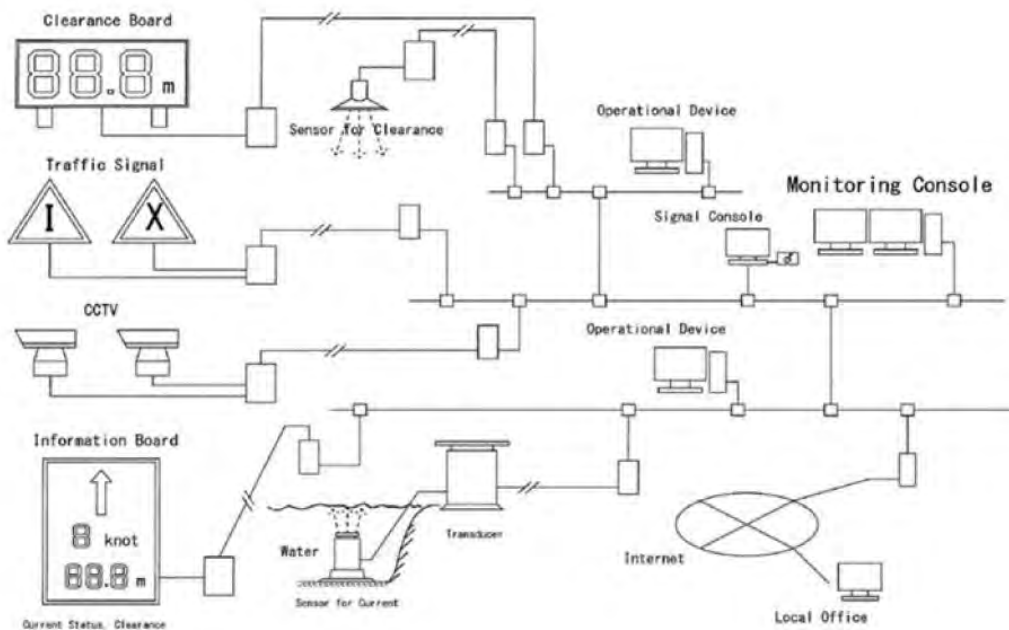 Clearance Board
88.8 m
Sensor for Clearance
Operational Device
Traffic Signal
I
X
Signal Console
Monitoring Console
CCTV
Operational Device
Information Board
8 knot
88.8 m
Water
Transducer
Sensor for Current
Internet
Local Office
Current Status, Clearance